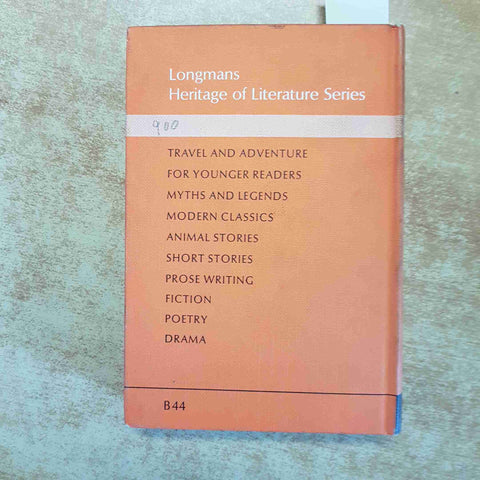 Longmans
Heritage of Literature Series
900
TRAVEL AND ADVENTURE
FOR YOUNGER READERS
MYTHS AND LEGENDS
MODERN CLASSICS
ANIMAL STORIES
SHORT STORIES
PROSE WRITING
FICTION
POETRY
DRAMA
B 44